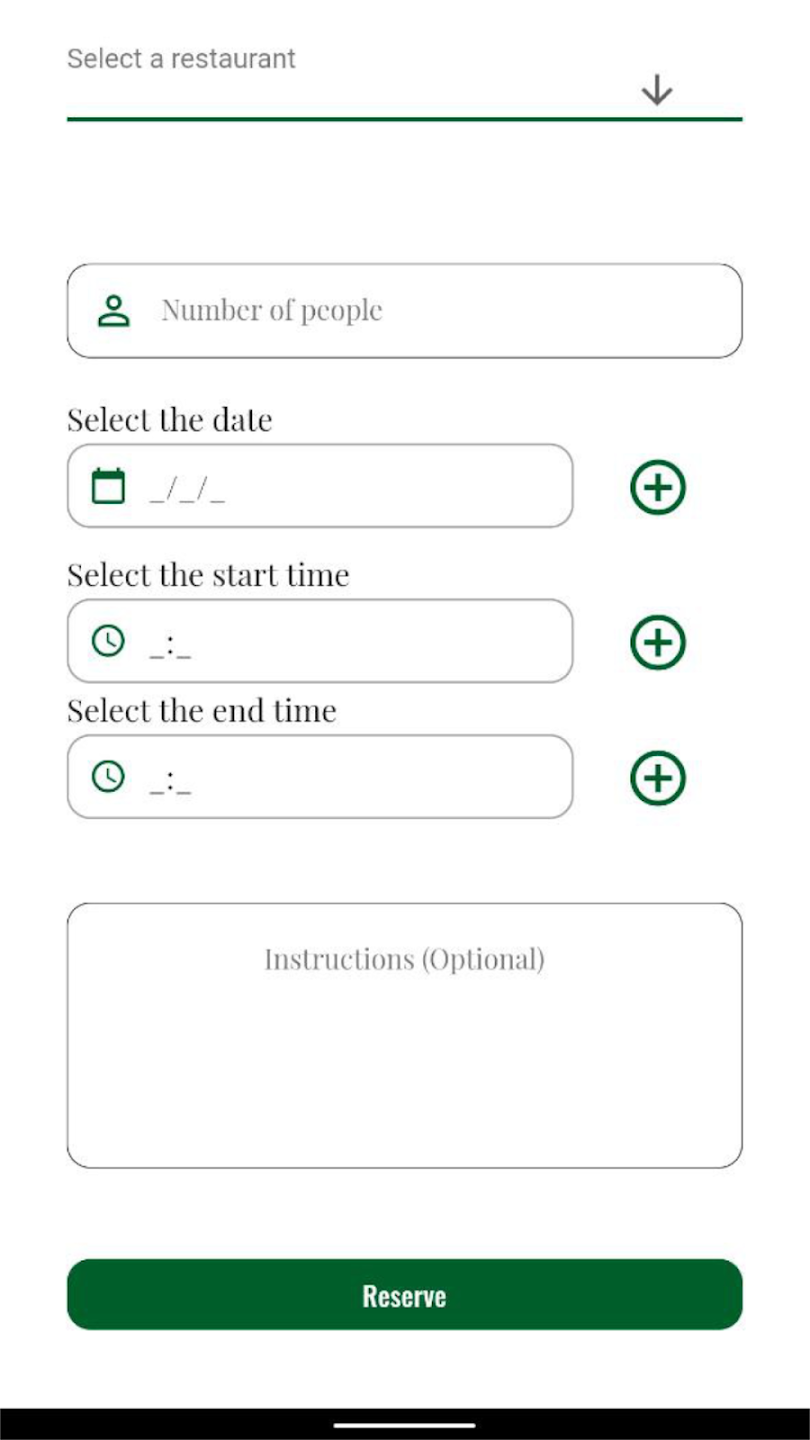 Select a restaurant
Number of people
Select the date
_/_/_
Select the start time
_:_
Select the end time
_:_
Instructions (Optional)
Reserve